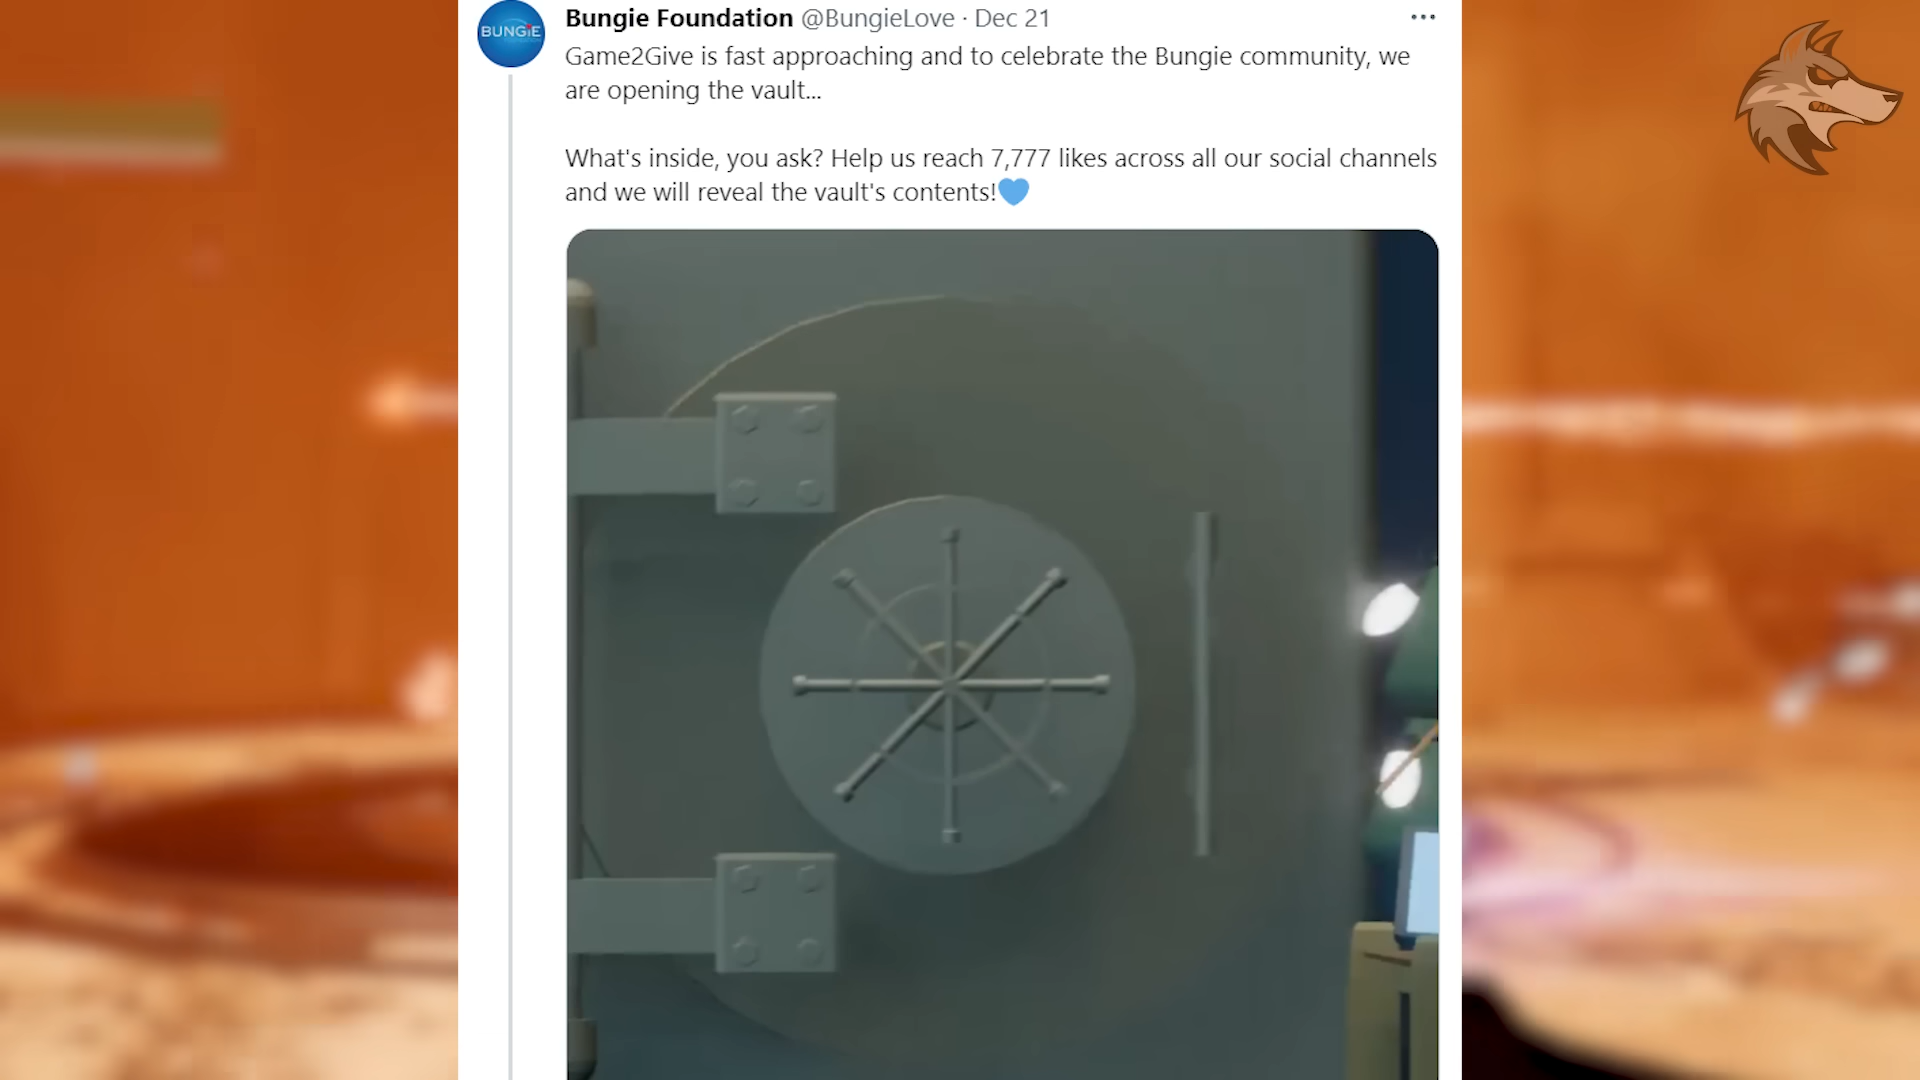 Bungie Foundation @BungieLove · Dec 21
Game2Give is fast approaching and to celebrate the Bungie community, we
are opening the vault...
What's inside, you ask? Help us reach 7,777 likes across all our social channels
and we will reveal the vault's contents!💙
BUNGIE